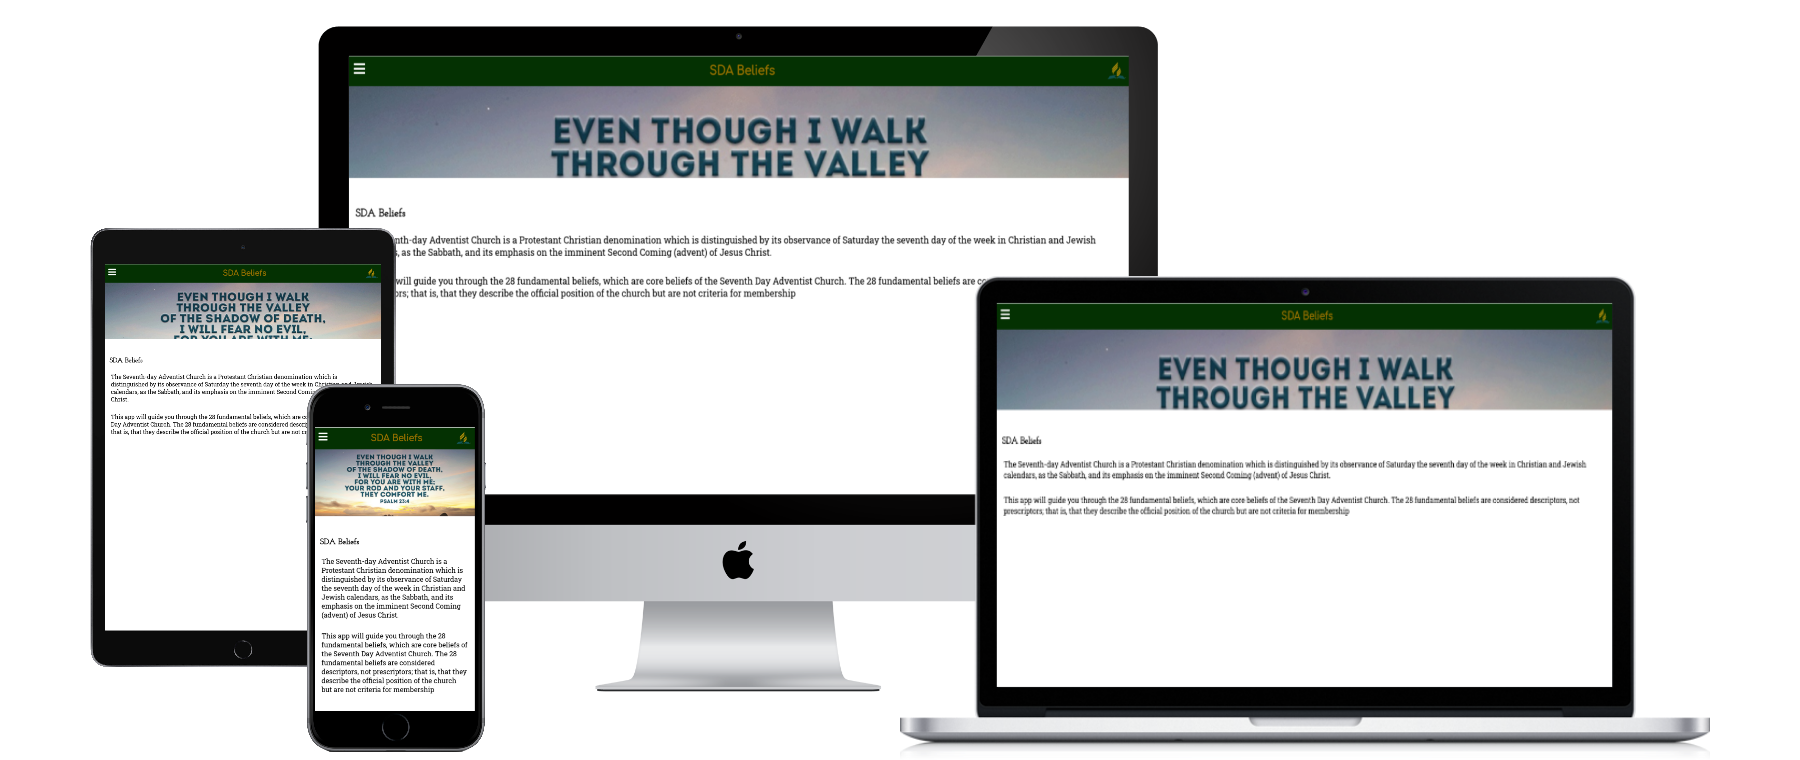 SDA Beliefs
EVEN THOUGH I WALK
THROUGH THE VALLEY
SDA Beliefs
nth-day Adventist Church is a Protestant Christian denomination which is distinguished by its observance of Saturday the seventh day of the week in Christian and Jewish
, as the Sabbath, and its emphasis on the imminent Second Coming (advent) of Jesus Christ.
will guide you through the 28 fundamental beliefs, which are core beliefs of the Seventh Day Adventist Church. The 28 fundamental beliefs are co
ors; that is, that they describe the official position of the church but are not criteria for membership
SDA Beliefs
EVEN THOUGH I WALK
THROUGH THE VALLEY
OF THE SHADOW OF DEATH,
I WILL FEAR NO EVIL,
FOR YOU ARE WITH ME;
SDA Beliefs
The Seventh-day Adventist Church is a Protestant Christian denomination which is
distinguished by its observance of Saturday the seventh day of the week in Christian and Jewish
calendars, as the Sabbath, and its emphasis on the imminent Second Comin
Christ.
This app will guide you through the 28 fundamental beliefs, which are co
Day Adventist Church. The 28 fundamental beliefs are considered descrip
that is, that they describe the official position of the church but are not cr
SDA Beliefs
EVEN THOUGH I WALK
THROUGH THE VALLEY
OF THE SHADOW OF DEATH,
I WILL FEAR NO EVIL,
FOR YOU ARE WITH ME;
YOUR ROD AND YOUR STAFF,
THEY COMFORT ME.
PSALM 23:4
SDA Beliefs
The Seventh-day Adventist Church is a
Protestant Christian denomination which is
distinguished by its observance of Saturday
the seventh day of the week in Christian and
Jewish calendars, as the Sabbath, and its
emphasis on the imminent Second Coming
(advent) of Jesus Christ.
This app will guide you through the 28
fundamental beliefs, which are core beliefs of
the Seventh Day Adventist Church. The 28
fundamental beliefs are considered
descriptors, not prescriptors; that is, that they
describe the official position of the church
but are not criteria for membership
SDA Beliefs
EVEN THOUGH I WALK
THROUGH THE VALLEY
SDA Beliefs
The Seventh-day Adventist Church is a Protestant Christian denomination which is distinguished by its observance of Saturday the seventh day of the week in Christian and Jewish
calendars, as the Sabbath, and its emphasis on the imminent Second Coming (advent) of Jesus Christ.
This app will guide you through the 28 fundamental beliefs, which are core beliefs of the Seventh Day Adventist Church. The 28 fundamental beliefs are considered descriptors, not
prescriptors; that is, that they describe the official position of the church but are not criteria for membership